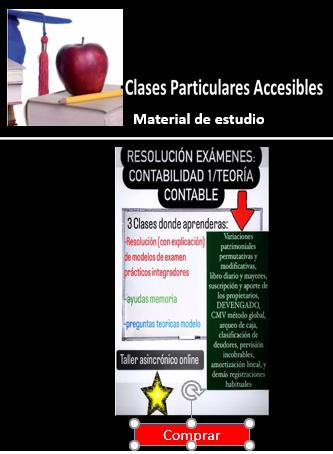 Clases Particulares Accesibles
Material de estudio
RESOLUCIÓN EXÁMENES:
CONTABILIDAD 1/TEORÍA
CONTABLE
3 Clases donde aprenderas:
-Resolución (con explicación)
de modelos de examen
prácticos integradores
-ayudas memoria
-preguntas teoricas modelo
Variaciones
patrimoniales
permutativas y
modificativas,
libro diario y mayores,
suscripción y aporte de
los propietarios,
DEVENGADO,
CMV método global,
arqueo de caja,
clasificación de
deudores, previsión
incobrables,
amortización lineal, y
demás registraciones
habituales
Taller asincrónico online
Comprar